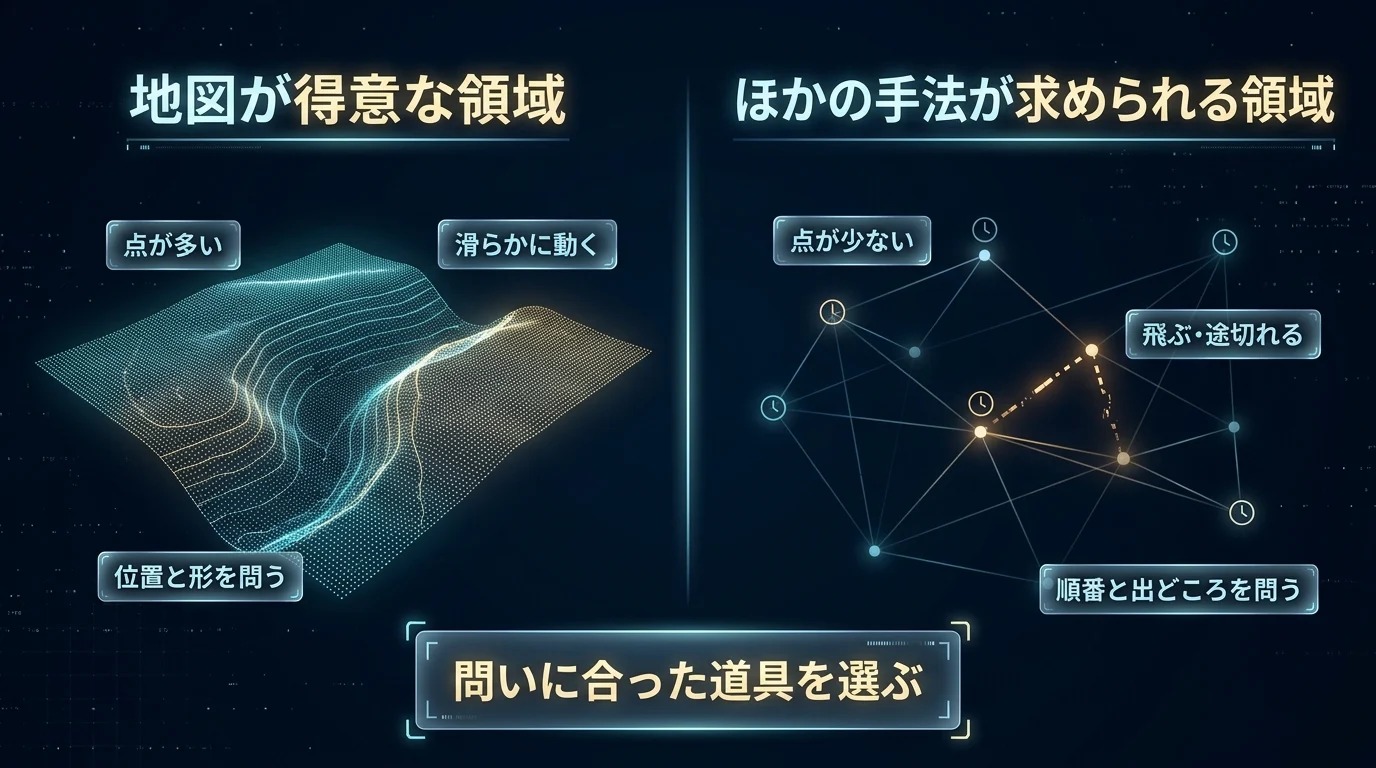 地図が得意な領域
点が多い
滑らかに動く
位置と形を問う
ほかの手法が求められる領域
点が少ない
飛ぶ・途切れる
順番と出どころを問う
問いに合った道具を選ぶ